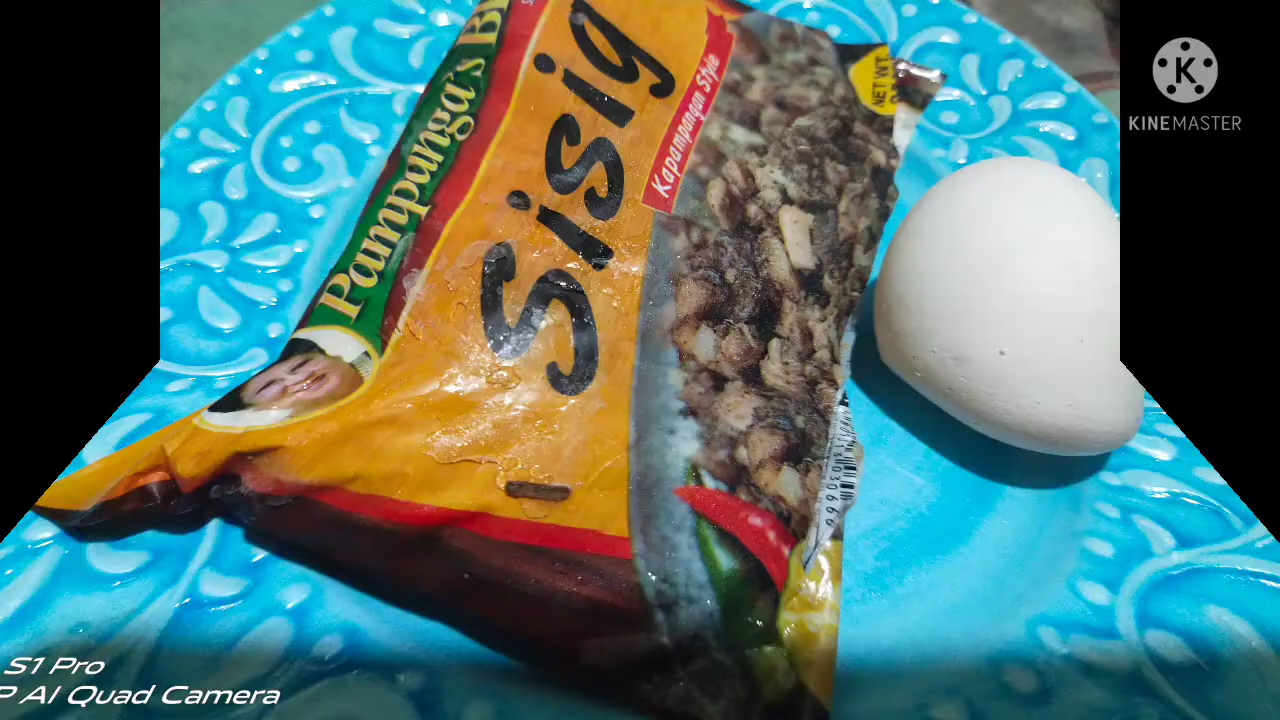 Pampanga's B
Sisig
Kapampangan Style
NET WT
KINEMASTER
S1 Pro
P AI Quad Camera